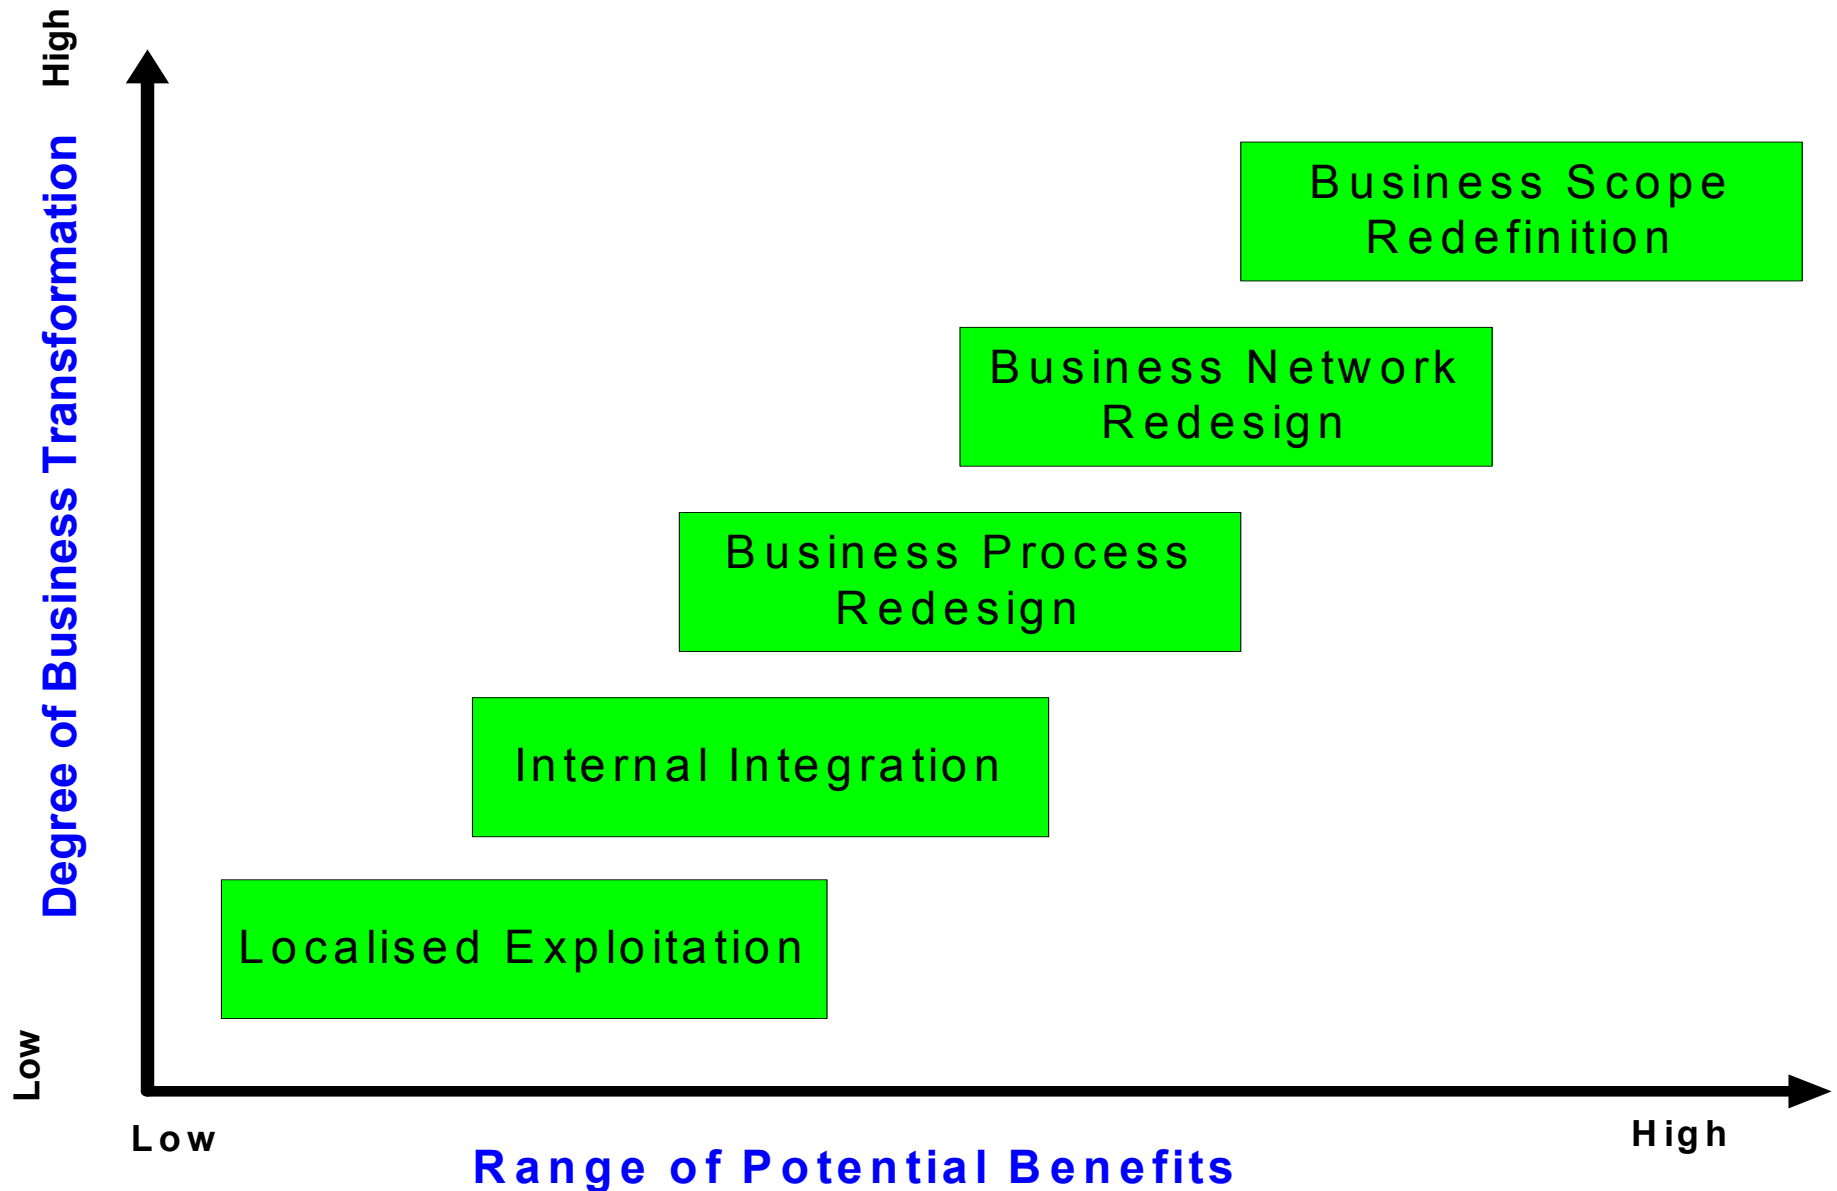 High
Degree of Business Transformation
Low
Business Scope
Redefinition
Business Network
Redesign
Business Process
Redesign
Internal Integration
Localised Exploitation
Low
High
Range of Potential Benefits